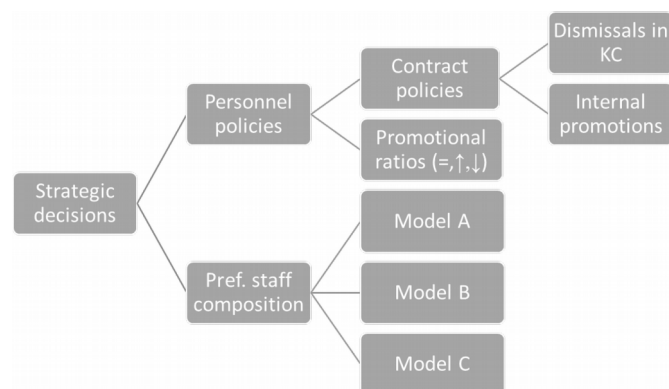 Strategic
decisions
Personnel
policies
Pref. staff
composition
Contract
policies
Promotional
ratios (=,↑,↓)
Model A
Model B
Model C
Dismissals in
KC
Internal
promotions